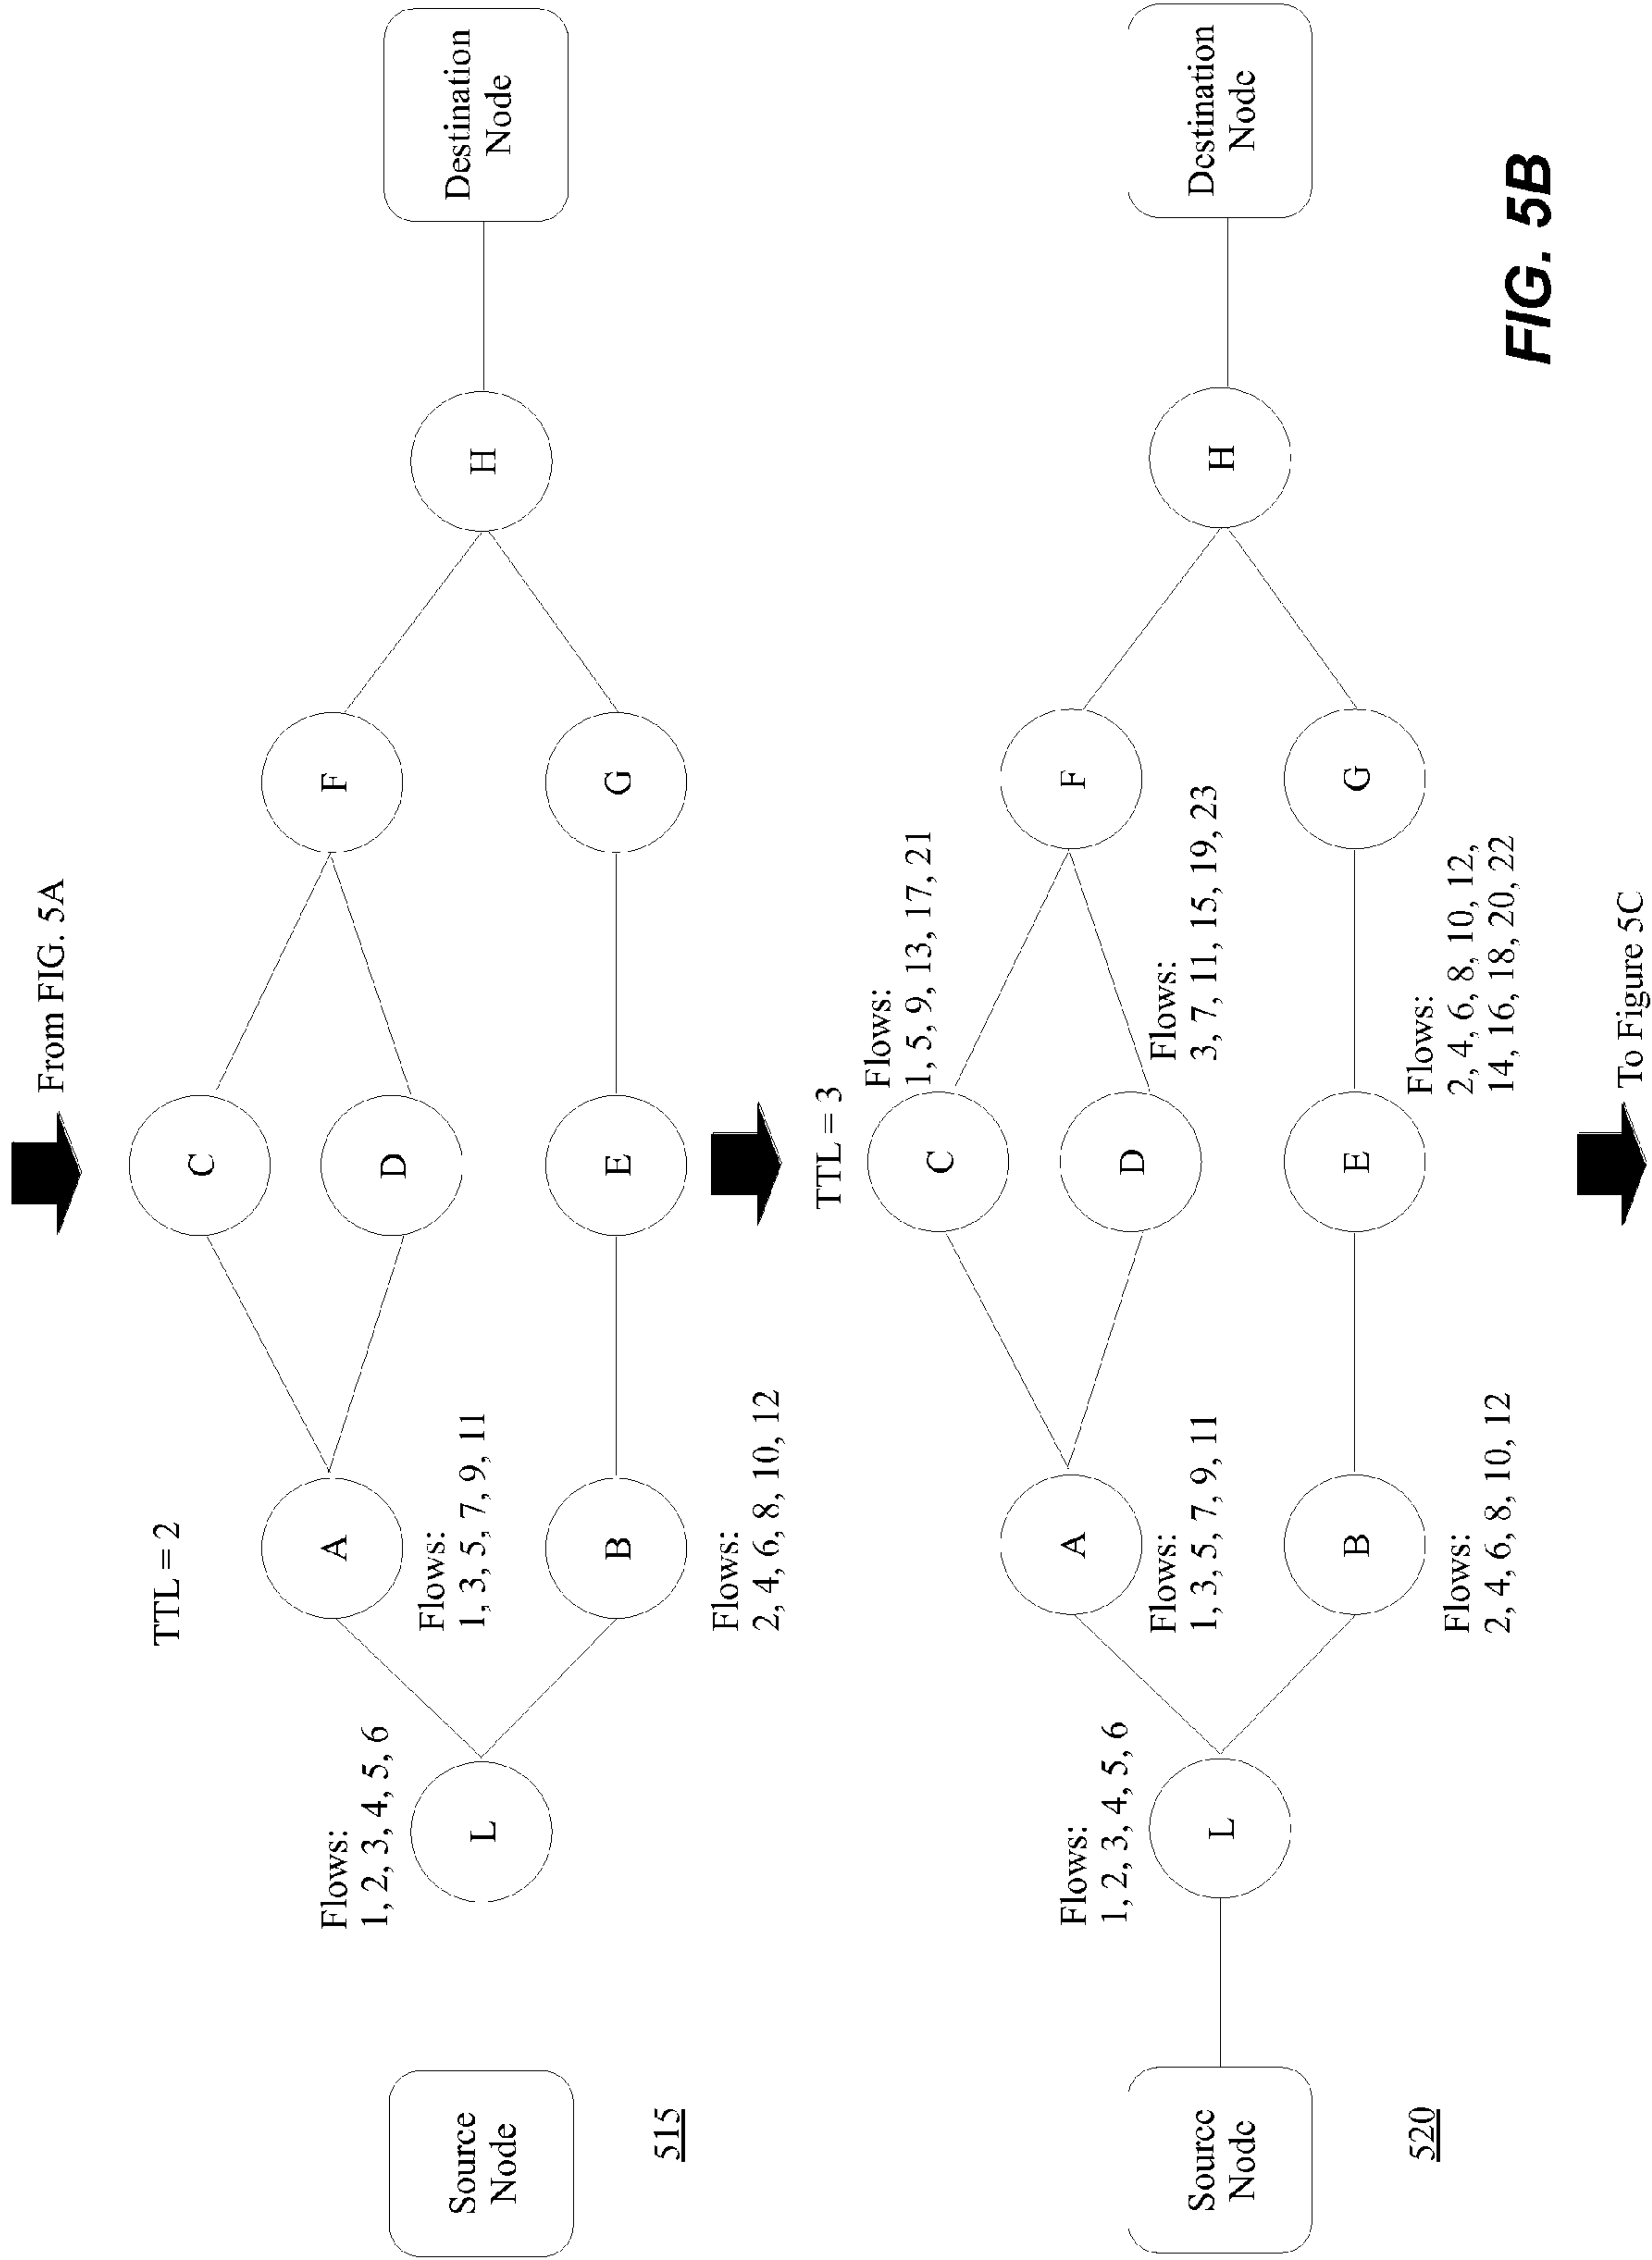 From FIG. 5A
TTL = 2
Flows:
1, 2, 3, 4, 5, 6
Source
Node
L
A
Flows:
1, 3, 5, 7, 9, 11
B
Flows:
2, 4, 6, 8, 10, 12
C
D
E
F
G
H
Destination
Node
515
TTL = 3
Flows:
1, 2, 3, 4, 5, 6
Source
Node
L
A
Flows:
1, 3, 5, 7, 9, 11
B
Flows:
2, 4, 6, 8, 10, 12
C
Flows:
1, 5, 9, 13, 17, 21
D
Flows:
3, 7, 11, 15, 19, 23
E
Flows:
2, 4, 6, 8, 10, 12,
14, 16, 18, 20, 22
F
G
H
Destination
Node
520
To Figure 5C
FIG. 5B